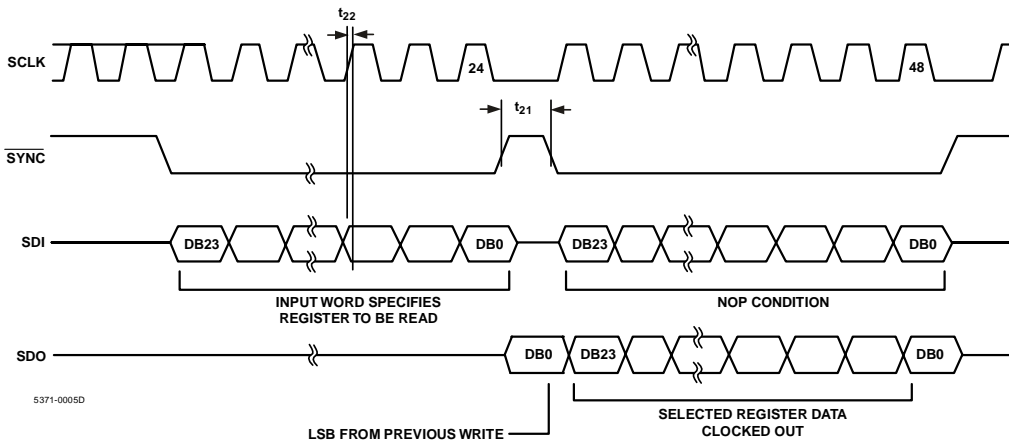 t22
SCLK
24
48
t21
SYNC
SDI
DB23
DB0
DB23
DB0
INPUT WORD SPECIFIES
REGISTER TO BE READ
NOP CONDITION
SDO
DB0
DB23
DB0
5371-0005D
SELECTED REGISTER DATA
CLOCKED OUT
LSB FROM PREVIOUS WRITE